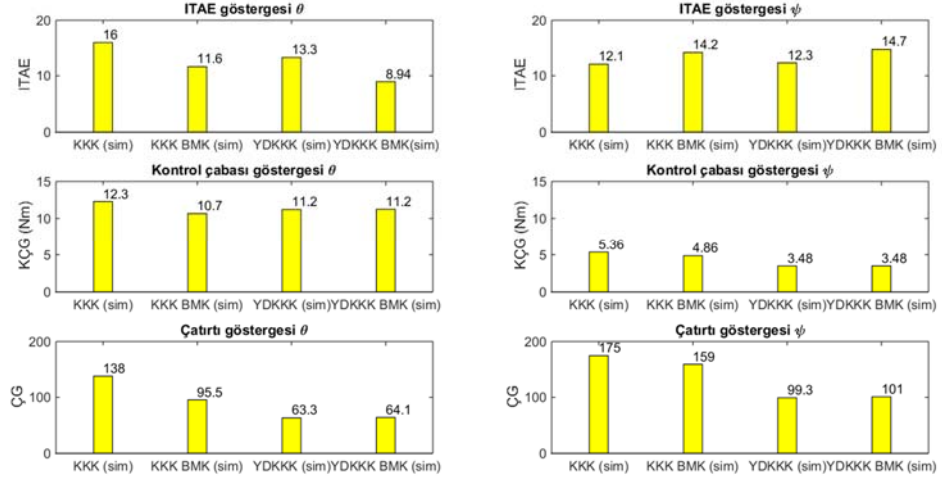 ITAE göstergesi θ
20
10
0
ITAE
16
11.6
13.3
8.94
KKK (sim) KKK BMK (sim) YDKKK (sim)YDKKK BMK(sim)
ITAE göstergesi ψ
20
10
0
ITAE
12.1
14.2
12.3
14.7
KKK (sim) KKK BMK (sim) YDKKK (sim)YDKKK BMK (sim)
Kontrol çabası göstergesi θ
15
10
5
0
KÇG (Nm)
12.3
10.7
11.2
11.2
KKK (sim) KKK BMK (sim) YDKKK (sim)YDKKK BMK (sim)
Kontrol çabası göstergesi ψ
15
10
5
0
KÇG (Nm)
5.36
4.86
3.48
3.48
KKK (sim) KKK BMK (sim) YDKKK (sim)YDKKK BMK (sim)
Çatırtı göstergesi θ
200
100
0
ÇG
138
95.5
63.3
64.1
KKK (sim) KKK BMK (sim) YDKKK (sim)YDKKK BMK (sim)
Çatırtı göstergesi ψ
200
100
0
ÇG
175
159
99.3
101
KKK (sim) KKK BMK (sim) YDKKK (sim)YDKKK BMK (sim)